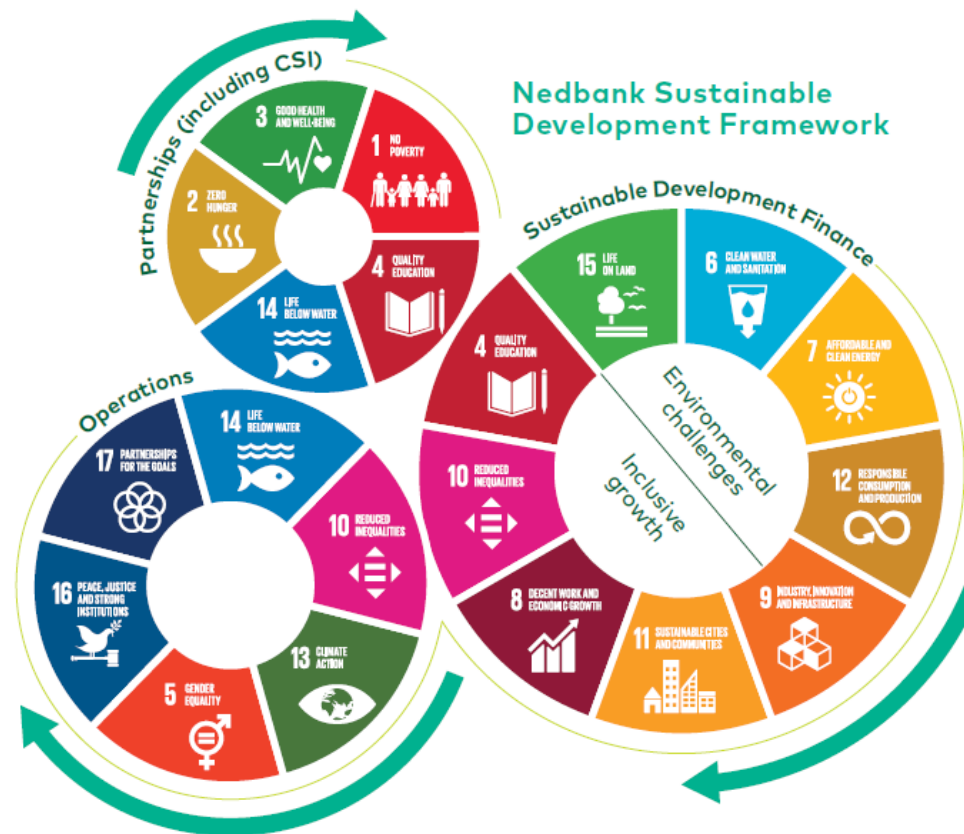 Nedbank Sustainable
Development Framework
Partnerships (including CSI)
3 GOOD HEALTH
AND WELL-BEING
1 NO
POVERTY
2 ZERO
HUNGER
4 QUALITY
EDUCATION
14 LIFE
BELOW WATER
Sustainable Development Finance
15 LIFE
ON LAND
6 CLEAN WATER
AND SANITATION
4 QUALITY
EDUCATION
7 AFFORDABLE AND
CLEAN ENERGY
10 REDUCED
INEQUALITIES
12 RESPONSIBLE
CONSUMPTION
AND PRODUCTION
8 DECENT WORK AND
ECONOMIC GROWTH
9 INDUSTRY, INNOVATION
AND INFRASTRUCTURE
11 SUSTAINABLE CITIES
AND COMMUNITIES
Environmental
challenges
Inclusive
growth
Operations
17 PARTNERSHIPS
FOR THE GOALS
14 LIFE
BELOW WATER
10 REDUCED
INEQUALITIES
16 PEACE, JUSTICE
AND STRONG
INSTITUTIONS
13 CLIMATE
ACTION
5 GENDER
EQUALITY